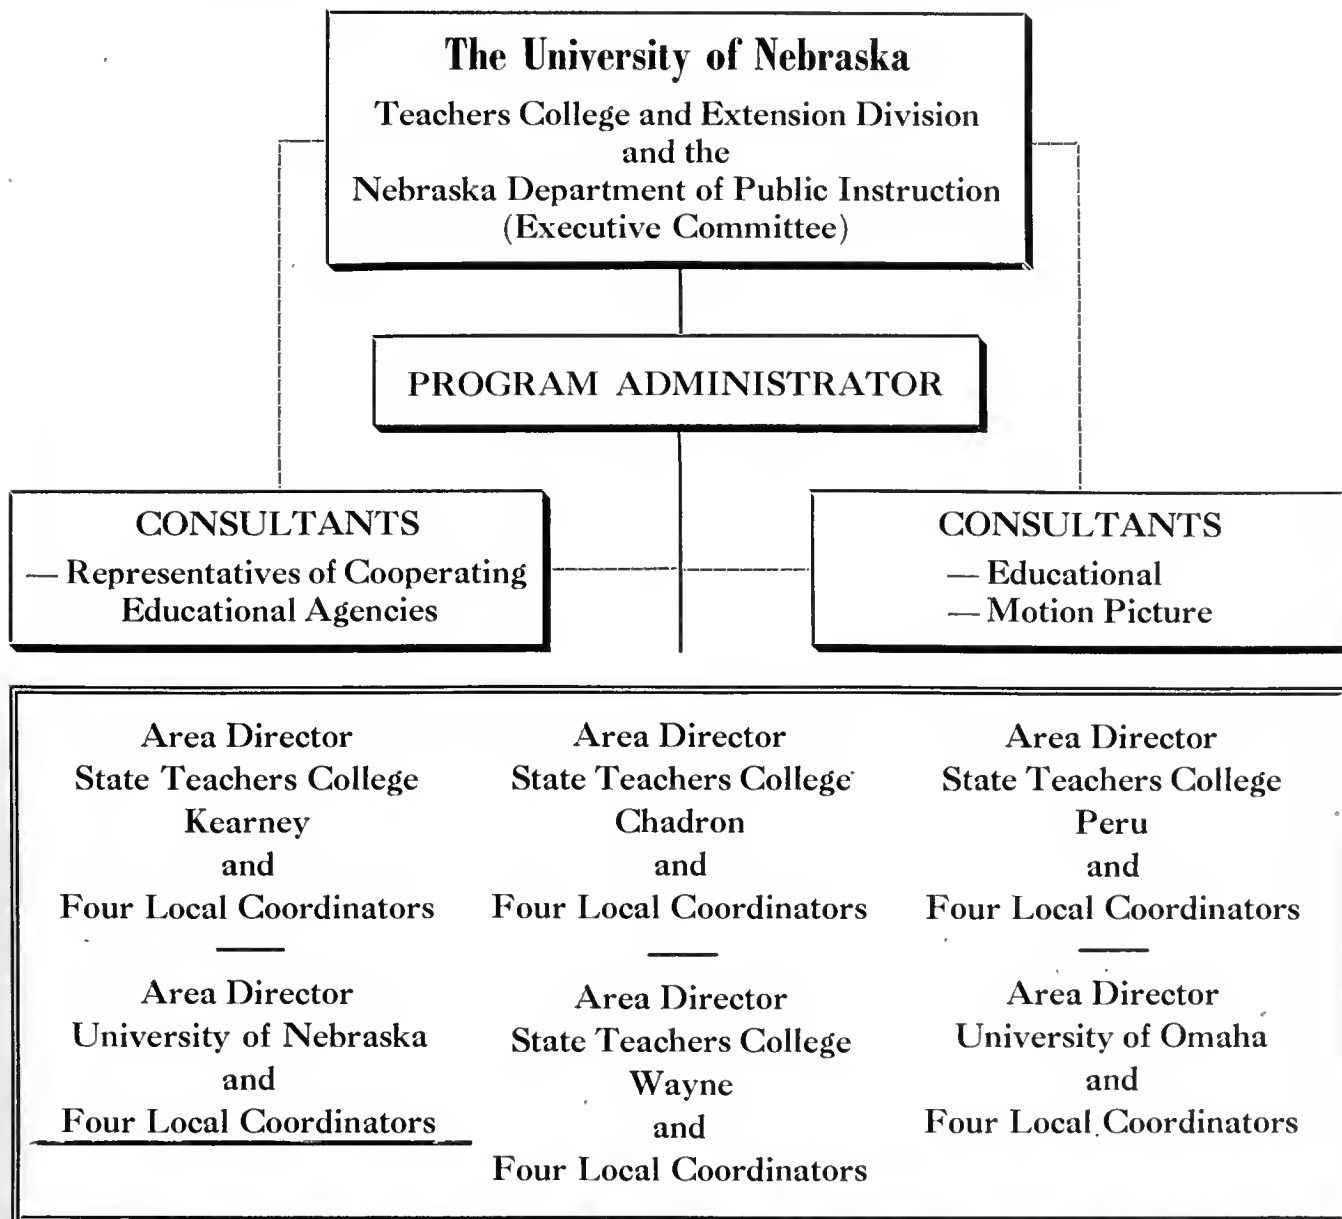 The University of Nebraska
Teachers College and Extension Division
and the
Nebraska Department of Public Instruction
(Executive Committee)
PROGRAM ADMINISTRATOR
CONSULTANTS
— Representatives of Cooperating
Educational Agencies
CONSULTANTS
— Educational
— Motion Picture
Area Director
State Teachers College
Kearney
and
Four Local Coordinators
Area Director
University of Nebraska
and
Four Local Coordinators
Area Director
State Teachers College
Chadron
and
Four Local Coordinators
Area Director
State Teachers College
Wayne
and
Four Local Coordinators
Area Director
State Teachers College
Peru
and
Four Local Coordinators
Area Director
University of Omaha
and
Four Local Coordinators